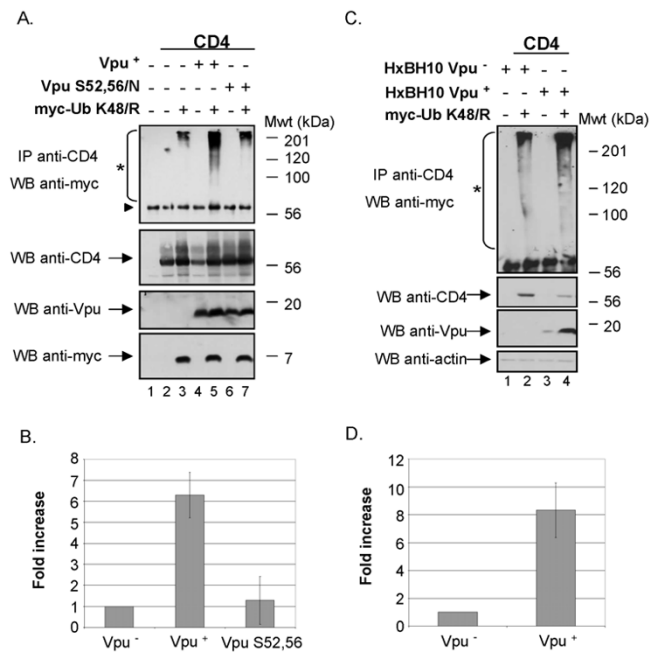 A.
CD4
Vpu + + +
Vpu S52,56/N + +
myc-Ub K48/R + + +
Mwt (kDa)
IP anti-CD4
*
WB anti-myc
201
120
100
56
WB anti-CD4
56
WB anti-Vpu
20
WB anti-myc
7
1 2 3 4 5 6 7
B.
Fold increase
8
7
6
5
4
3
2
1
0
Vpu -
Vpu +
Vpu S52,56
C.
CD4
HxBH10 Vpu - + +
HxBH10 Vpu + + +
myc-Ub K48/R + +
Mwt (kDa)
IP anti-CD4
*
WB anti-myc
201
120
100
56
WB anti-CD4
56
WB anti-Vpu
20
WB anti-actin
1 2 3 4
D.
Fold increase
12
10
8
6
4
2
0
Vpu -
Vpu +